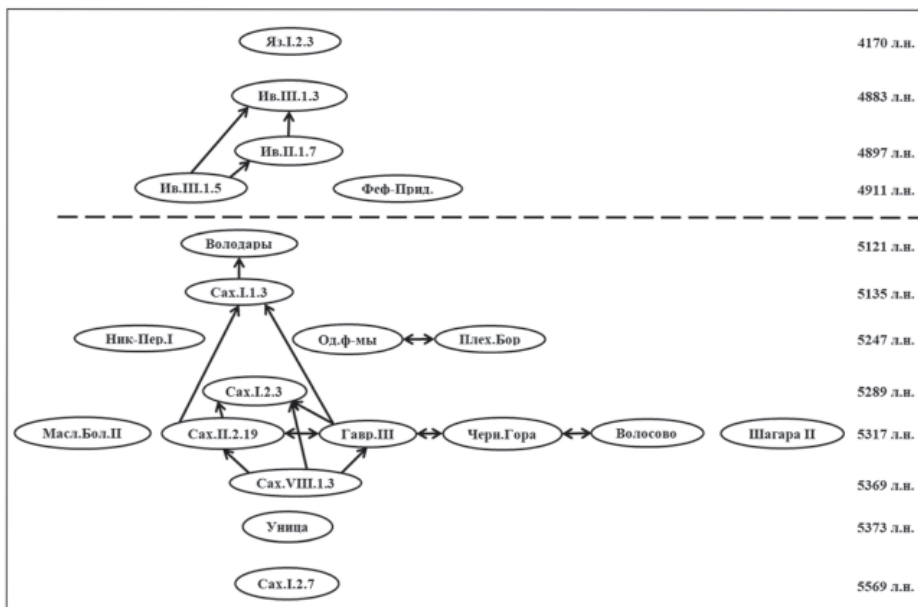 Яз.I.2.3 4170 л.н.
Ив.III.1.3 4883 л.н.
Ив.II.1.7 4897 л.н.
Ив.III.1.5 Феф-Прид. 4911 л.н.
Володары 5121 л.н.
Сах.I.1.3 5135 л.н.
Ник-Пер.I Од.ф-мы Плех.Бор 5247 л.н.
Сах.I.2.3 5289 л.н.
Масл.Бол.II Сах.II.2.19 Гавр.III Черн.Гора Волосово Шагара II 5317 л.н.
Сах.VIII.1.3 5369 л.н.
Уница 5373 л.н.
Сах.I.2.7 5569 л.н.